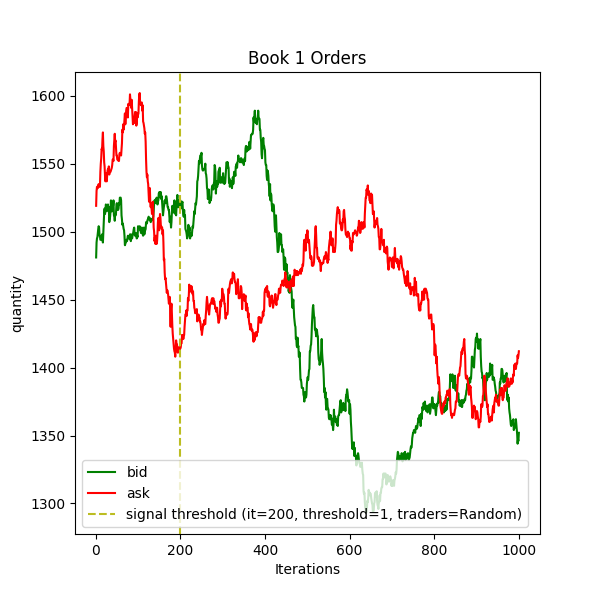 Book 1 Orders
1600
1550
1500
1450
1400
1350
1300
quantity
bid
ask
signal threshold (it=200, threshold=1, traders=Random)
0 200 400 600 800 1000
Iterations